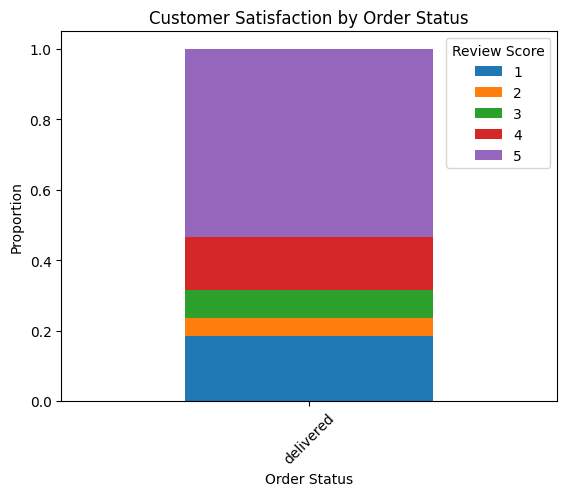 Customer Satisfaction by Order Status
Review Score
1
2
3
4
5
1.0
0.8
0.6
0.4
0.2
0.0
Proportion
delivered
Order Status